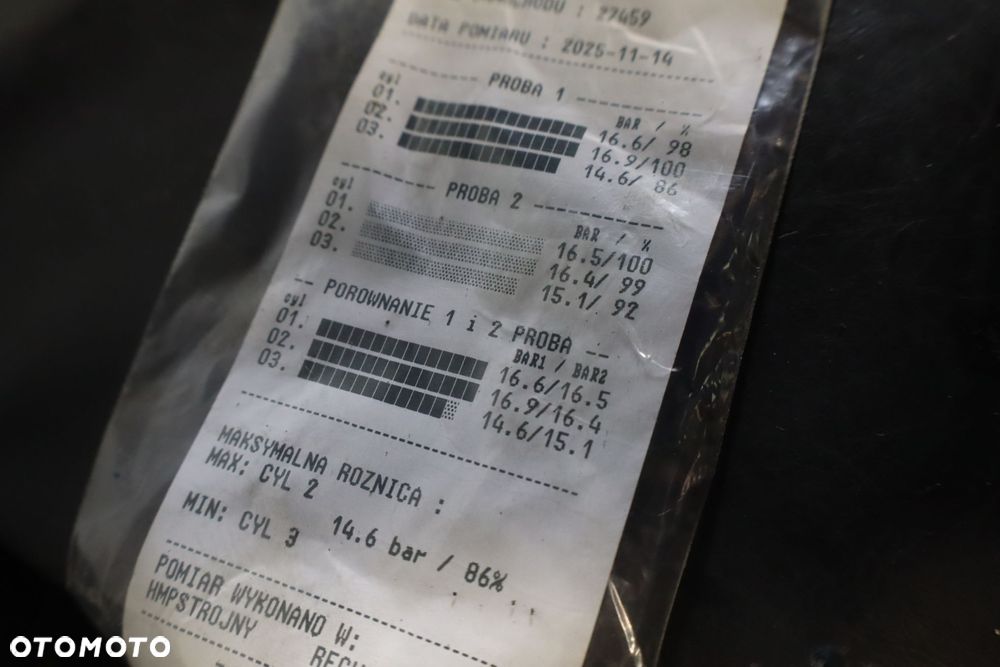 : 27459
DATA POMIARU : 2025-11-14
---------- PROBA 1 ----------
cyl BAR / %
01. 16.6/ 98
02. 16.9/100
03. 14.6/ 86
---------- PROBA 2 ----------
cyl BAR / %
01. 16.5/100
02. 16.4/ 99
03. 15.1/ 92
-- POROWNANIE 1 i 2 PROBA --
cyl BAR1 / BAR2
01. 16.6/16.5
02. 16.9/16.4
03. 14.6/15.1
MAKSYMALNA ROZNICA :
MAX: CYL 2
MIN: CYL 3 14.6 bar / 86%
POMIAR WYKONANO W:
HMPSTROJNY
OTOMOTO